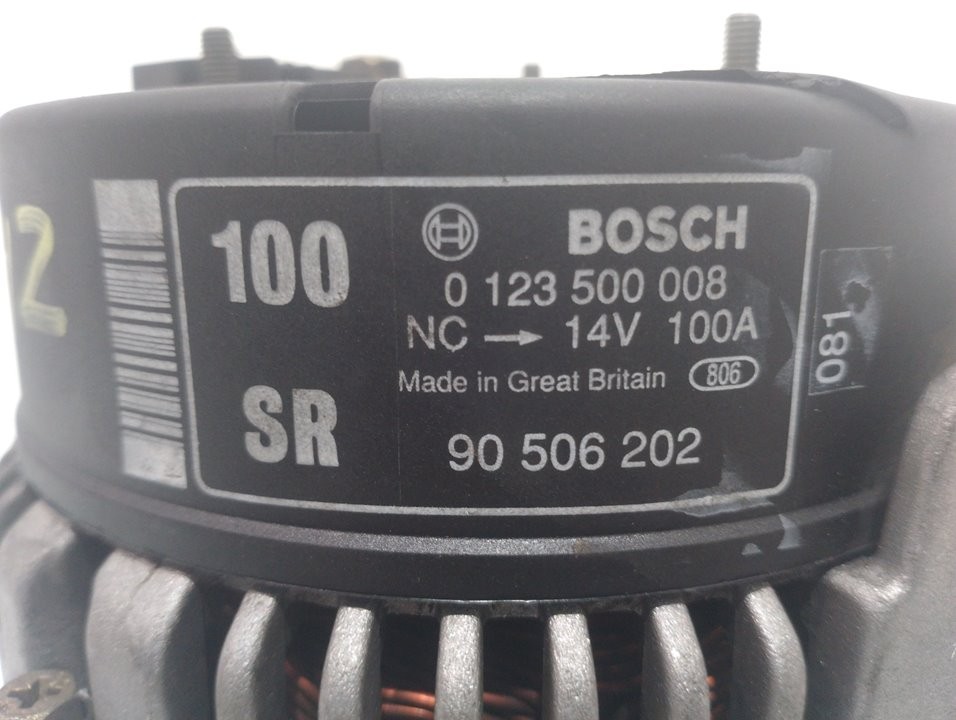 100
SR
BOSCH
0 123 500 008
NC → 14V 100A
Made in Great Britain 806
90 506 202
081
2